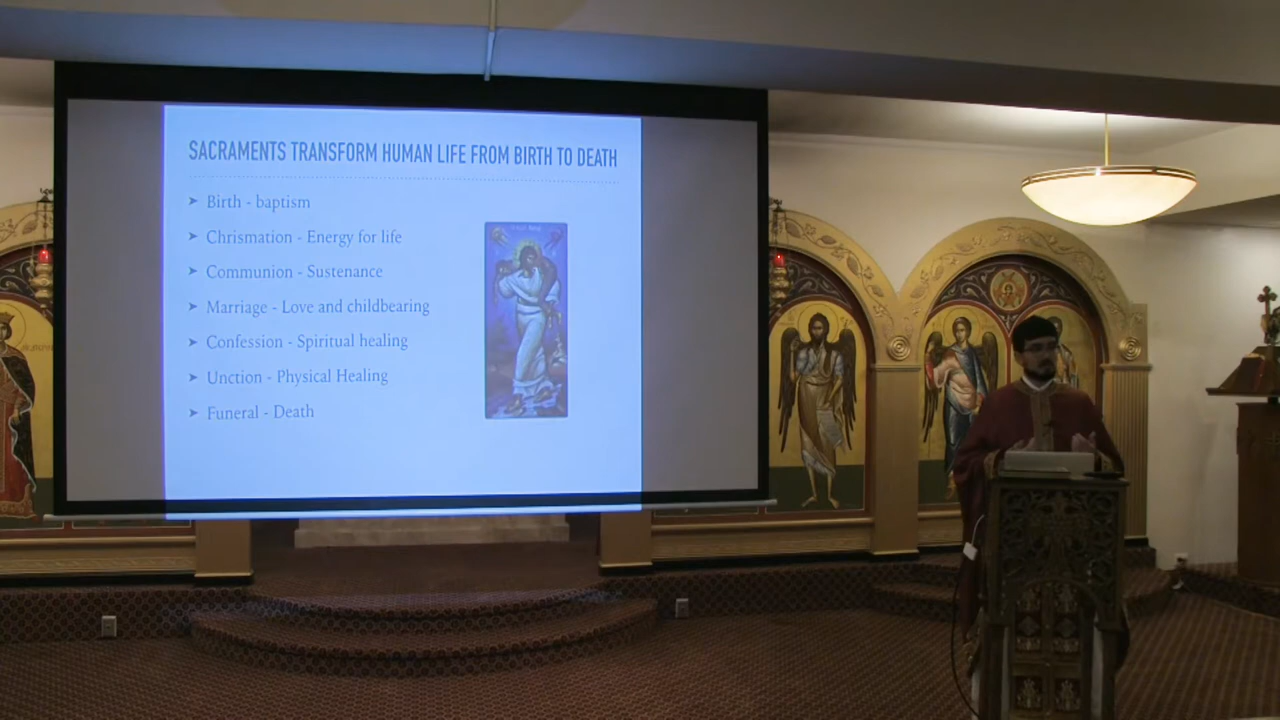 SACRAMENTS TRANSFORM HUMAN LIFE FROM BIRTH TO DEATH
➤ Birth - baptism
➤ Chrismation - Energy for life
➤ Communion - Sustenance
➤ Marriage - Love and childbearing
➤ Confession - Spiritual healing
➤ Unction - Physical Healing
➤ Funeral - Death